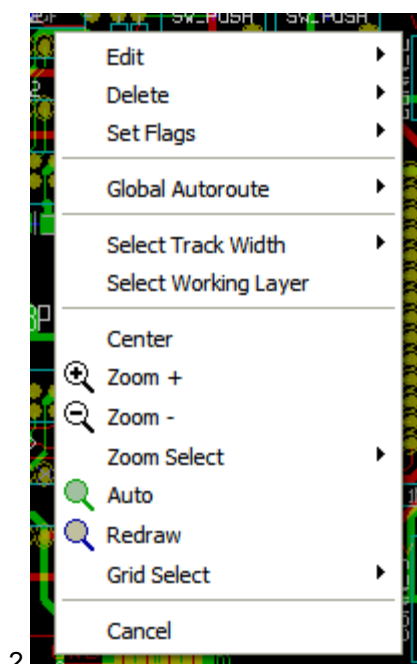 SW_PUSH SW_PUSH
Edit
Delete
Set Flags
Global Autoroute
Select Track Width
Select Working Layer
Center
Zoom +
Zoom -
Zoom Select
Auto
Redraw
Grid Select
Cancel
2